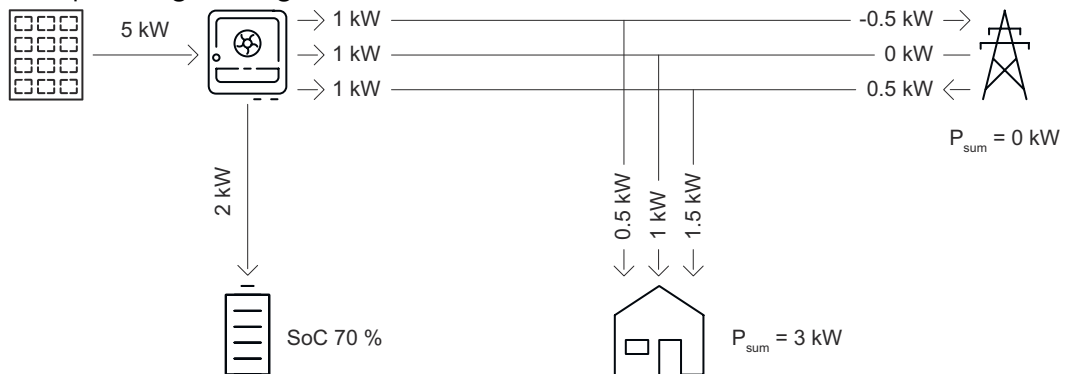 5 kW
1 kW
-0.5 kW
1 kW
0 kW
1 kW
0.5 kW
P_sum = 0 kW
2 kW
0.5 kW
1 kW
1.5 kW
SoC 70 %
P_sum = 3 kW